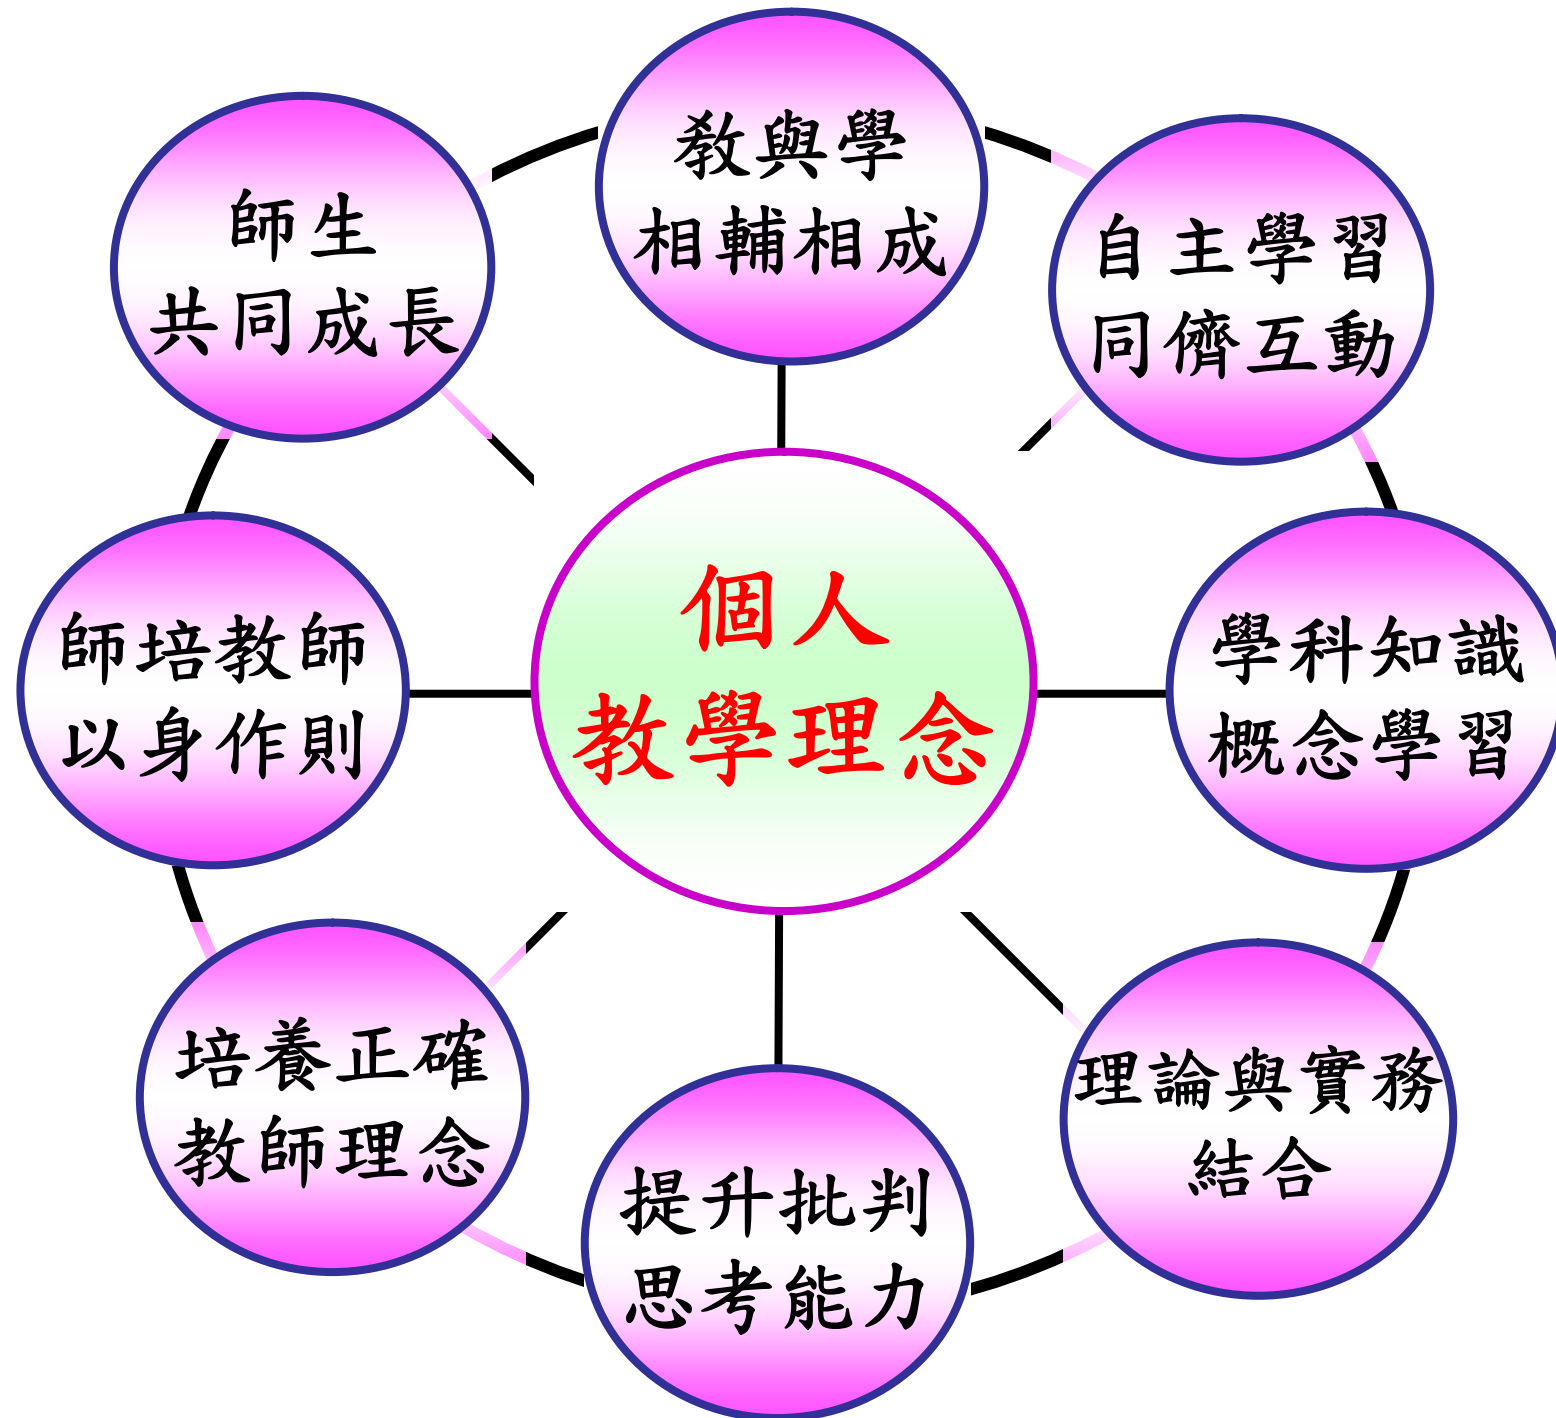 教與學
相輔相成
自主學習
同儕互動
學科知識
概念學習
理論與實務
結合
提升批判
思考能力
培養正確
教師理念
師培教師
以身作則
師生
共同成長
個人
教學理念